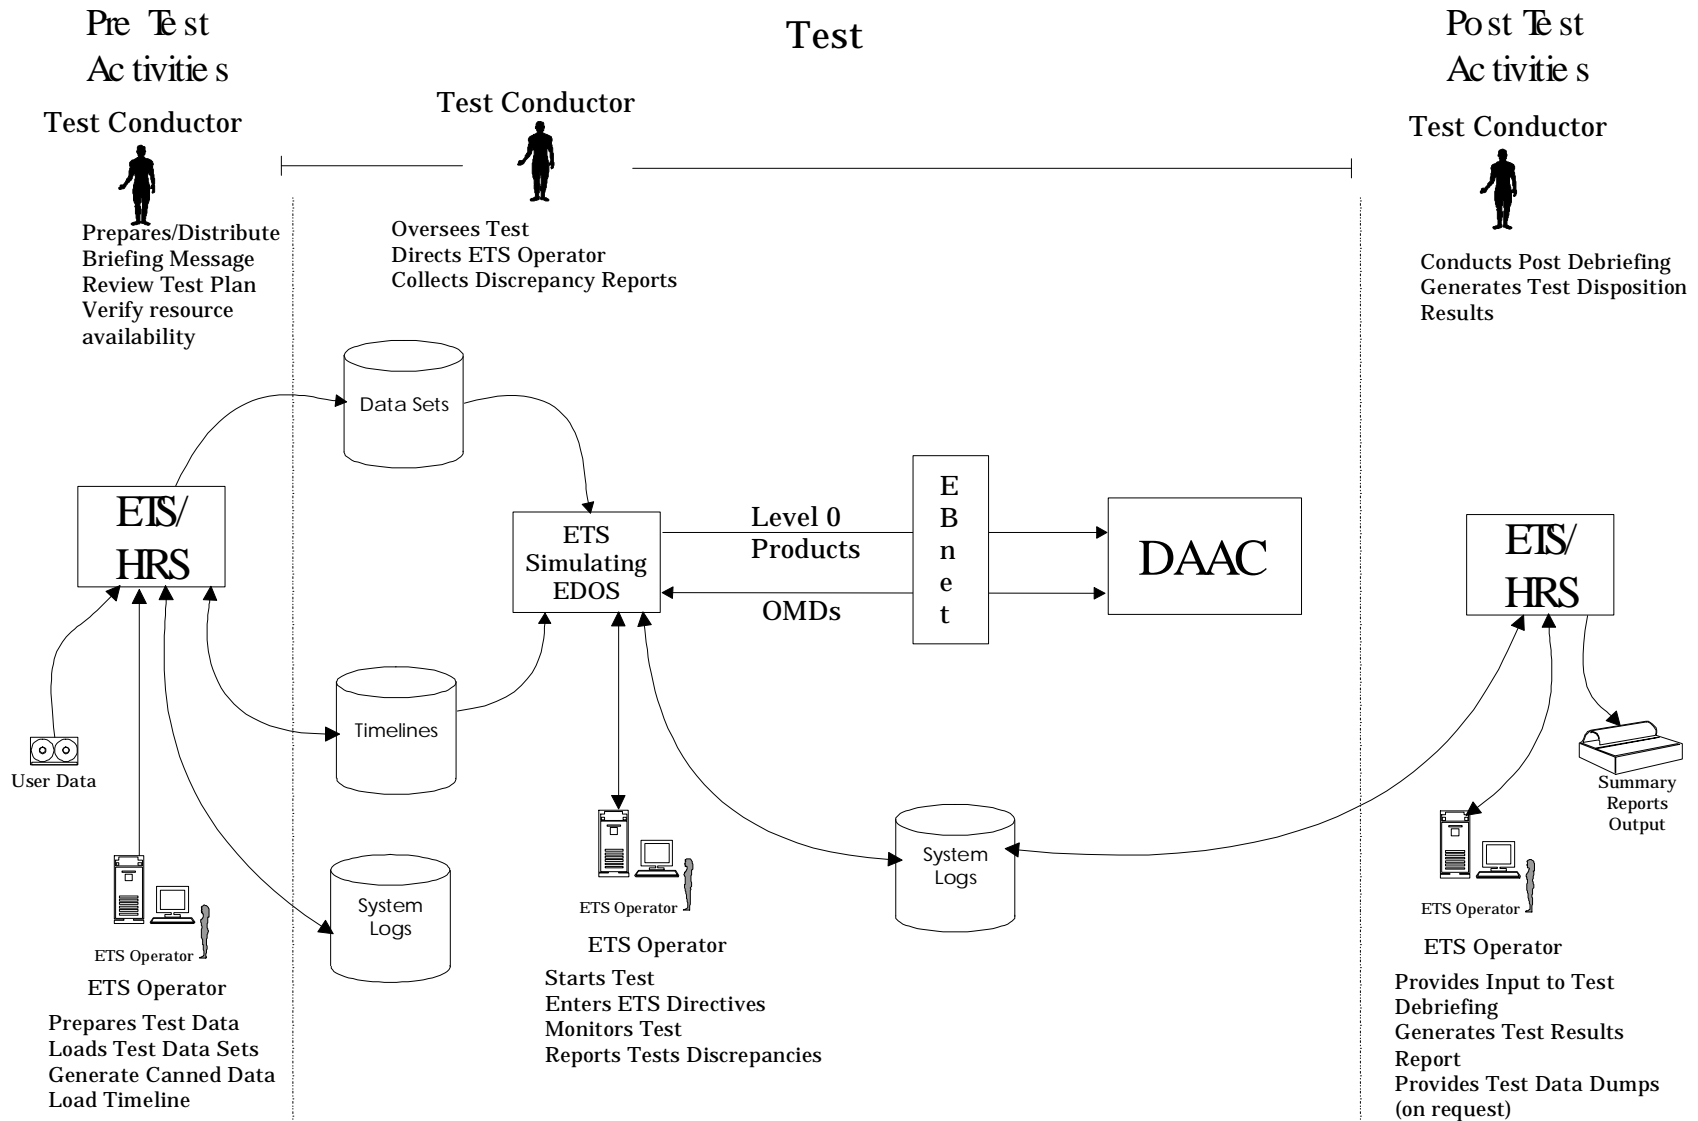 Pre Test
Activities
Test
Post Test
Activities
Test Conductor
Test Conductor
Test Conductor
Prepares/Distribute
Briefing Message
Review Test Plan
Verify resource
availability
Oversees Test
Directs ETS Operator
Collects Discrepancy Reports
Conducts Post Debriefing
Generates Test Disposition
Results
Data Sets
ETS/
HRS
ETS
Simulating
EDOS
Level 0
Products
OMDs
E
B
n
e
t
DAAC
ETS/
HRS
User Data
Timelines
System
Logs
System
Logs
Summary
Reports
Output
ETS Operator
ETS Operator
Prepares Test Data
Loads Test Data Sets
Generate Canned Data
Load Timeline
ETS Operator
ETS Operator
Starts Test
Enters ETS Directives
Monitors Test
Reports Tests Discrepancies
ETS Operator
ETS Operator
Provides Input to Test
Debriefing
Generates Test Results
Report
Provides Test Data Dumps
(on request)